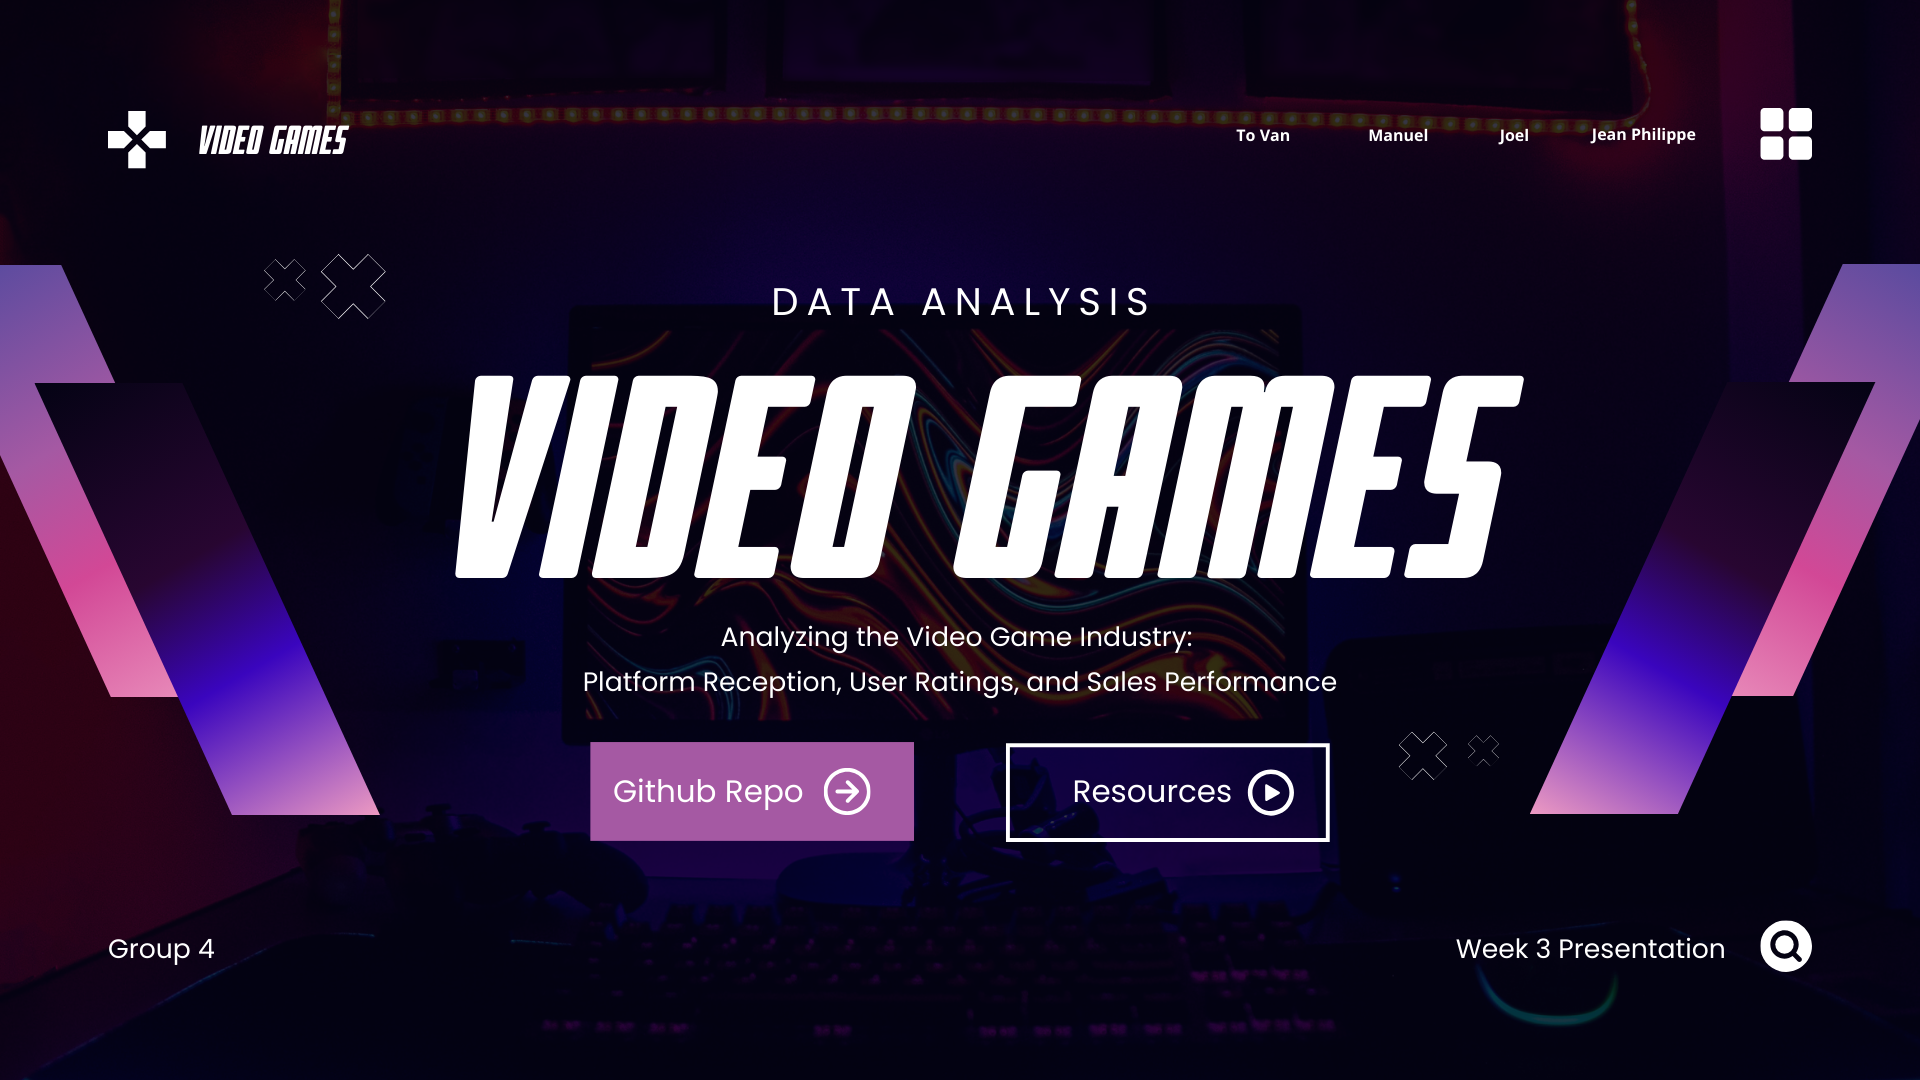 VIDEO GAMES
To Van
Manuel
Joel
Jean Philippe
DATA ANALYSIS
VIDEO GAMES
Analyzing the Video Game Industry:
Platform Reception, User Ratings, and Sales Performance
Github Repo
Resources
Group 4
Week 3 Presentation